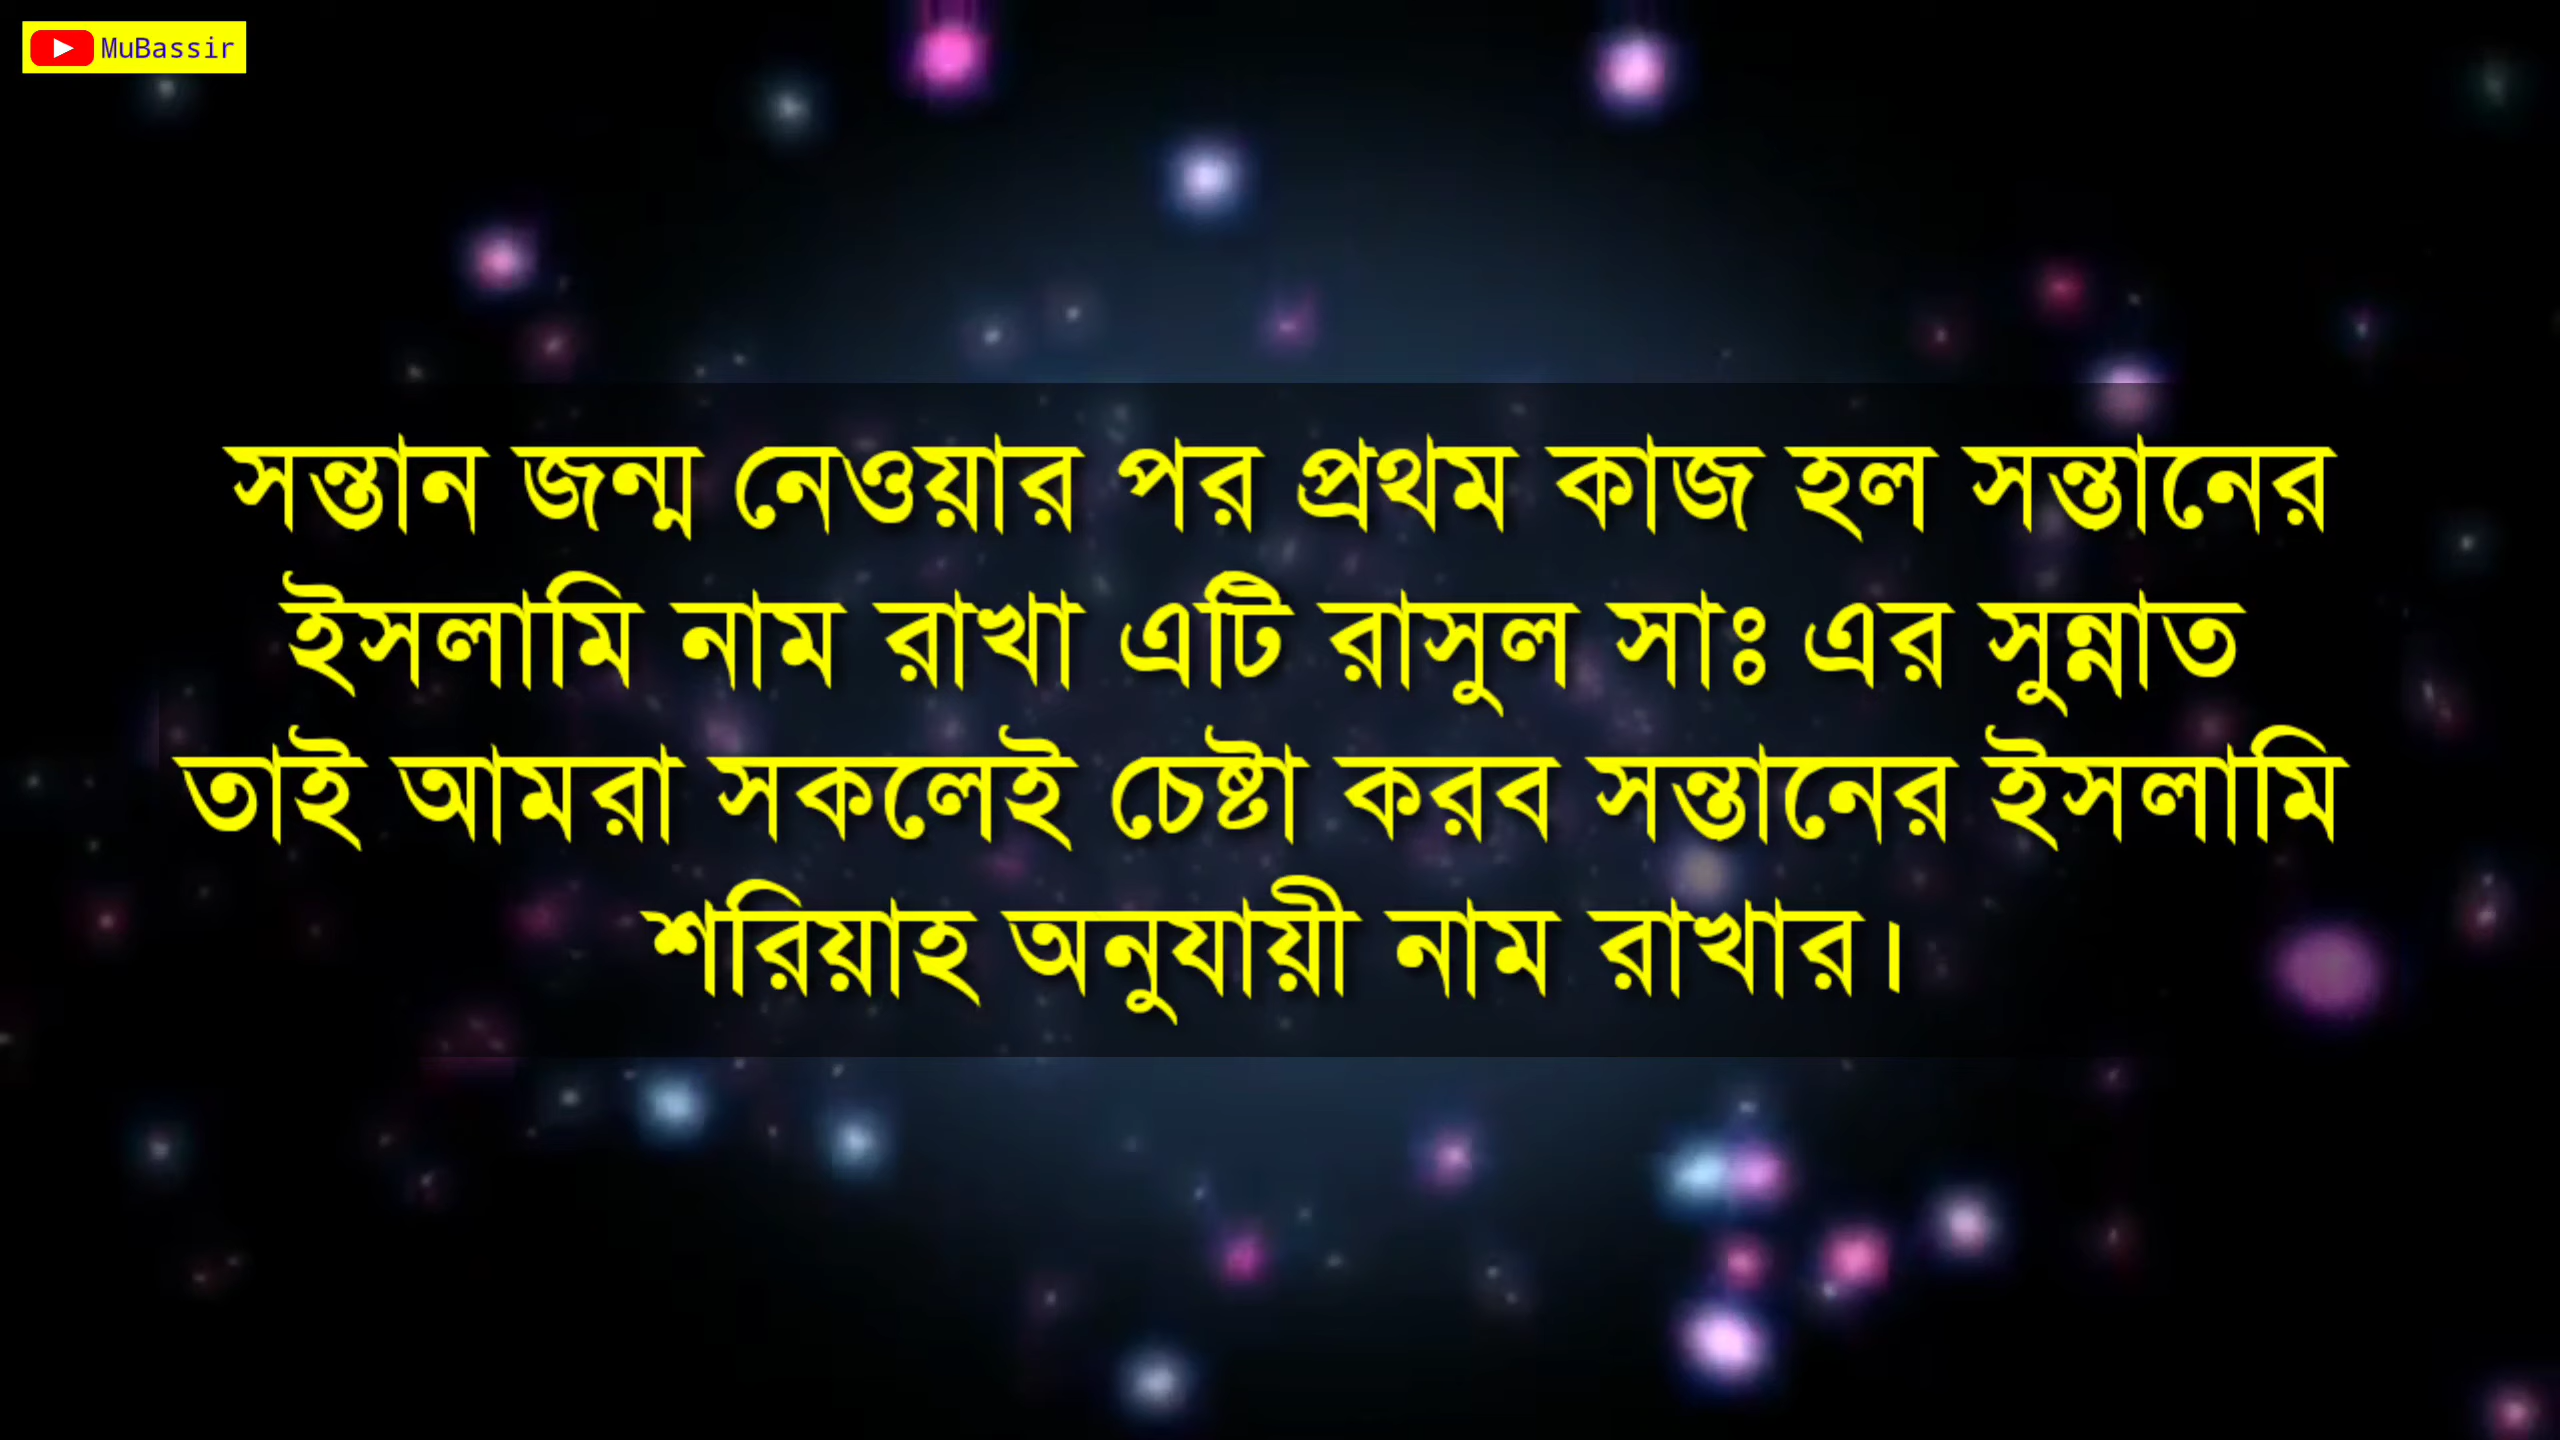 MuBassir
সন্তান জন্ম নেওয়ার পর প্রথম কাজ হল সন্তানের
ইসলামি নাম রাখা এটি রাসুল সাঃ এর সুন্নাত
তাই আমরা সকলেই চেষ্টা করব সন্তানের ইসলামি
শরিয়াহ অনুযায়ী নাম রাখার।